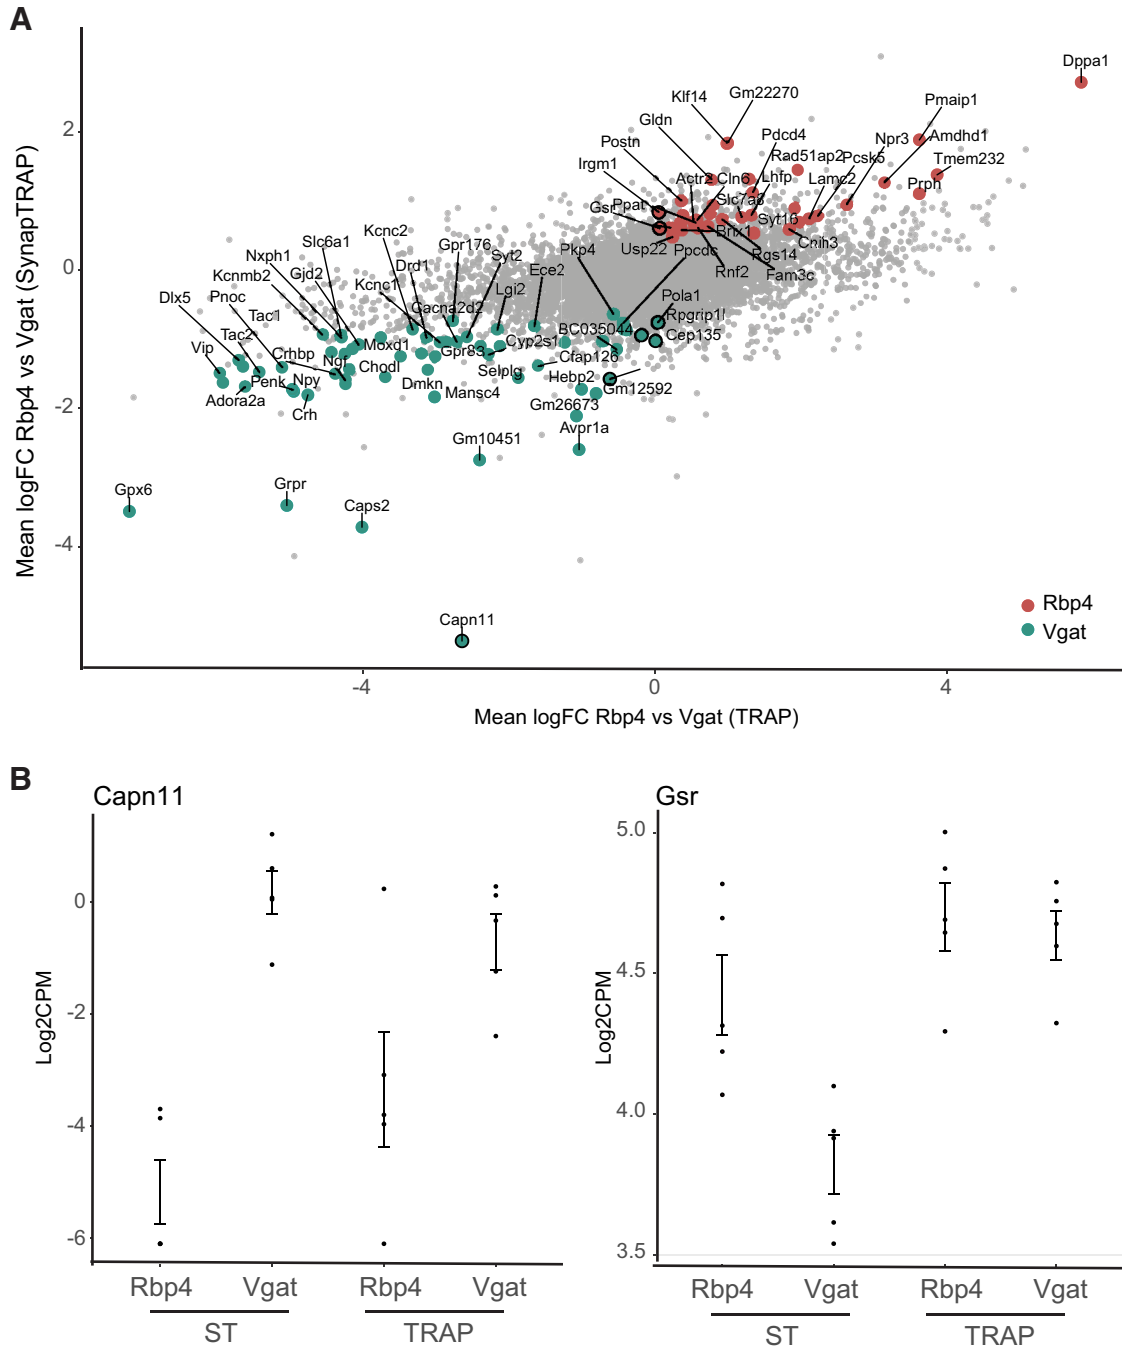 A
Mean logFC Rbp4 vs Vgat (SynapTRAP)
2
0
-2
-4
-4
0
4
Mean logFC Rbp4 vs Vgat (TRAP)
Dppa1
Klf14
Gm22270
Pmaip1
Gldn
Pdcd4
Npr3
Amdhd1
Postn
Rad51ap2
Pcsk5
Tmem232
Irgm1
Actr2
Cln6
Lhfp
Lamc2
Prph
Gsr
Ppat
Slc7a3
Syt16
Cnih3
Usp22
Ppcdc
Brix1
Rgs14
Rnf2
Fam3c
Kcnc2
Slc6a1
Gpr176
Nxph1
Drd1
Syt2
Pkp4
Kcnmb2
Gjd2
Kcnc1
Ece2
Dlx5
Pnoc
Lgi2
Tac1
Cacna2d2
Pola1
Tac2
Rpgrip1l
Vip
Crhbp
Moxd1
Gpr83
Cyp2s1
BC035044
Cep135
Ngf
Chodl
Selplg
Cfap126
Penk
Npy
Dmkn
Hebp2
Adora2a
Crh
Mansc4
Gm12592
Gm26673
Gm10451
Avpr1a
Gpx6
Grpr
Caps2
Capn11
Rbp4
Vgat
B
Capn11
Log2CPM
0
-2
-4
-6
Rbp4
Vgat
Rbp4
Vgat
ST
TRAP
Gsr
Log2CPM
5.0
4.5
4.0
3.5
Rbp4
Vgat
Rbp4
Vgat
ST
TRAP